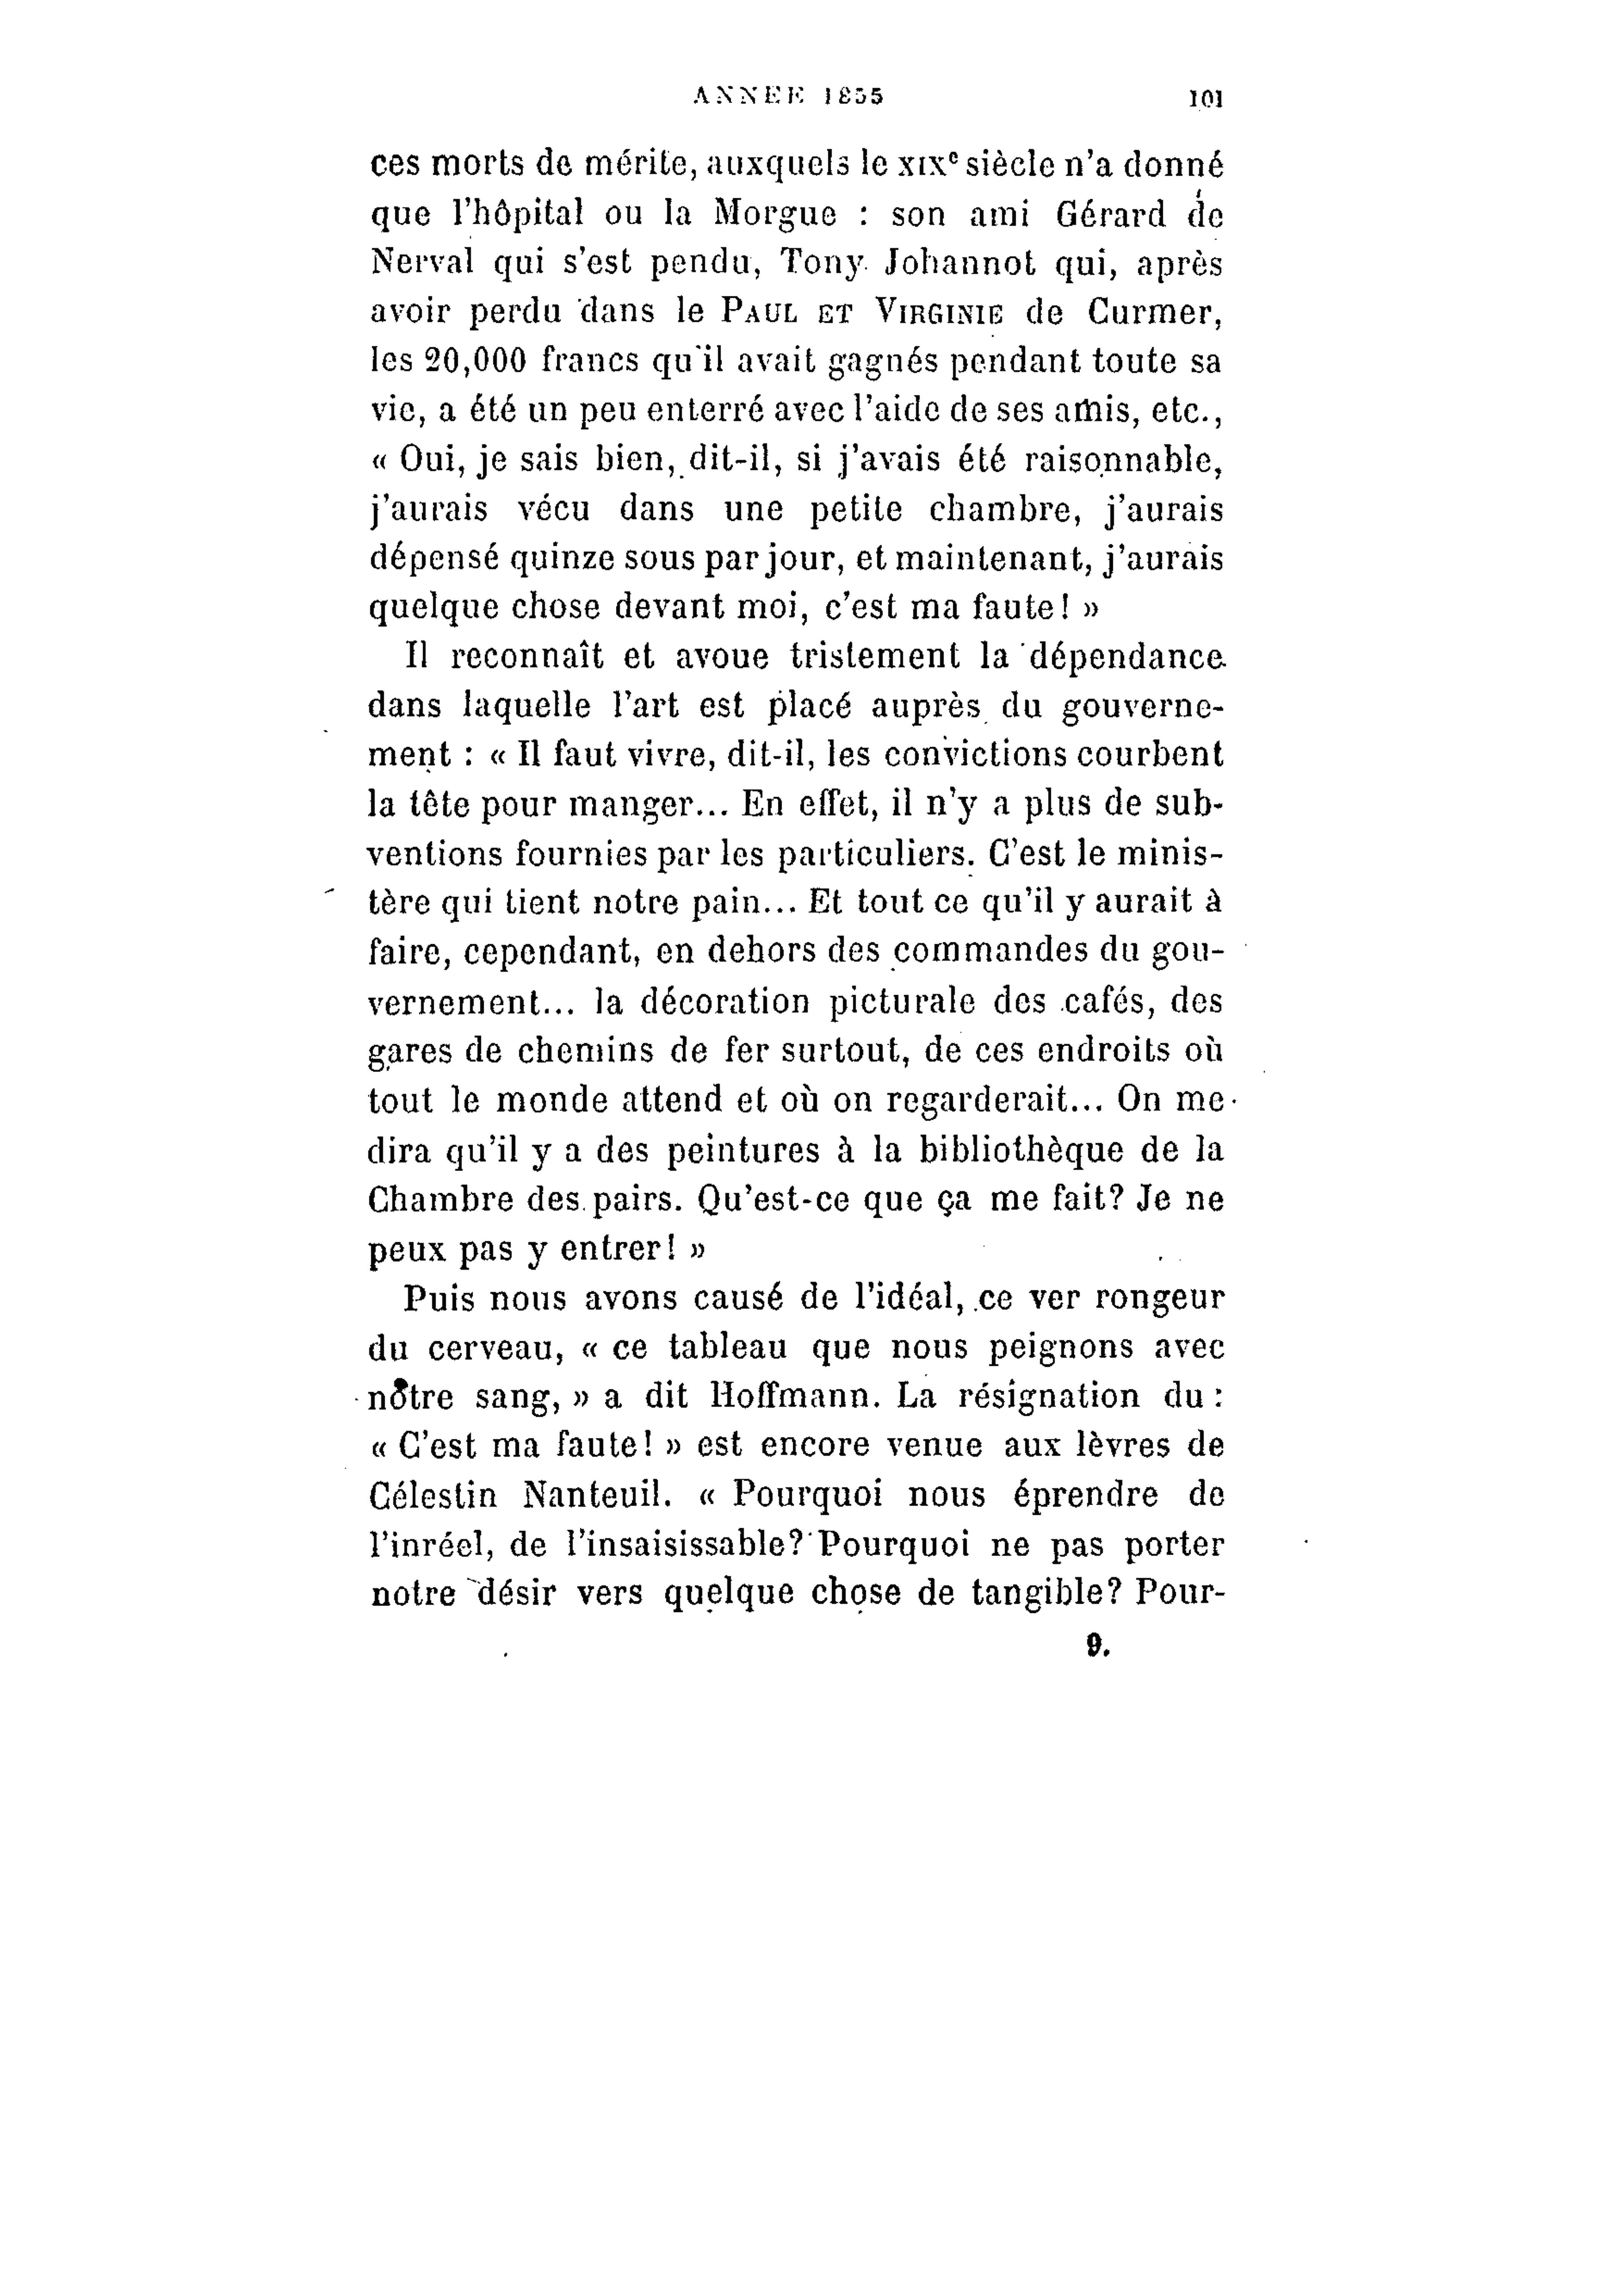 ANNEE 1855 101
ces morts de mérite, auxquels le XIXe siècle n'a donné
que l'hôpital ou la Morgue : son ami Gérard de
Nerval qui s'est pendu, Tony Johannot qui, après
avoir perdu dans le PAUL ET VIRGINIE de Curmer,
les 20,000 francs qu'il avait gagnés pendant toute sa
vie, a été un peu enterré avec l'aide de ses amis, etc.,
« Oui, je sais bien, dit-il, si j'avais été raisonnable,
j'aurais vécu dans une petite chambre, j'aurais
dépensé quinze sous par jour, et maintenant, j'aurais
quelque chose devant moi, c'est ma faute! »
Il reconnaît et avoue tristement la dépendance
dans laquelle l'art est placé auprès du gouverne-
ment : « Il faut vivre, dit-il, les convictions courbent
la tête pour manger... En effet, il n'y a plus de sub-
ventions fournies par les particuliers. C'est le minis-
tère qui tient notre pain... Et tout ce qu'il y aurait à
faire, cependant, en dehors des commandes du gou-
vernement... la décoration picturale des cafés, des
gares de chemins de fer surtout, de ces endroits où
tout le monde attend et où on regarderait... On me
dira qu'il y a des peintures à la bibliothèque de la
Chambre des pairs. Qu'est-ce que ça me fait? Je ne
peux pas y entrer! »
Puis nous avons causé de l'idéal, ce ver rongeur
du cerveau, « ce tableau que nous peignons avec
notre sang, » a dit Hoffmann. La résignation du :
« C'est ma faute! » est encore venue aux lèvres de
Célestin Nanteuil. « Pourquoi nous éprendre de
l'inréel, de l'insaisissable? Pourquoi ne pas porter
notre désir vers quelque chose de tangible? Pour-
9.